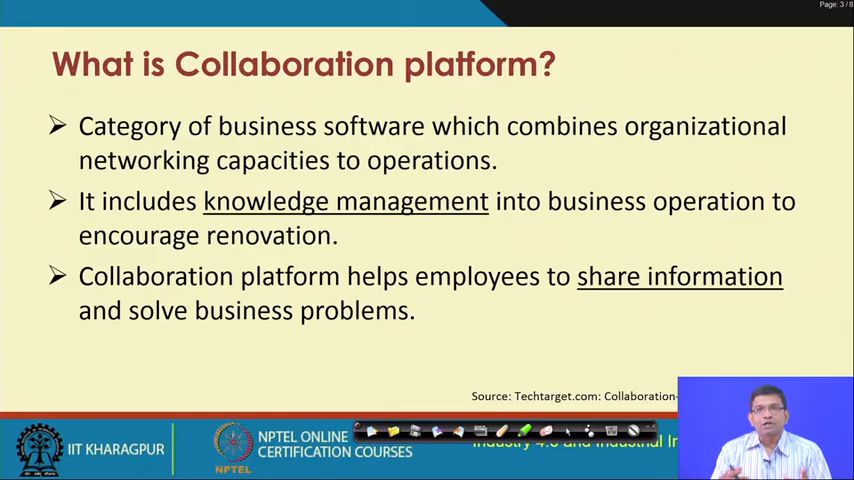 Page: 3 / 8
What is Collaboration platform?
➢ Category of business software which combines organizational
networking capacities to operations.
➢ It includes knowledge management into business operation to
encourage renovation.
➢ Collaboration platform helps employees to share information
and solve business problems.
Source: Techtarget.com: Collaboration-
IIT KHARAGPUR
NPTEL
NPTEL ONLINE
CERTIFICATION COURSES
Industry 4.0 and Industrial In